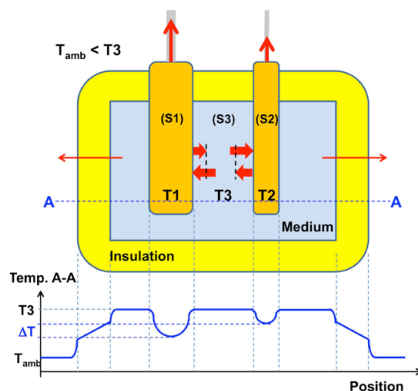 T_amb < T3
(S1) (S3) (S2)
T1 T3 T2
A A
Medium
Insulation
Temp. A-A
T3
ΔT
T_amb
Position